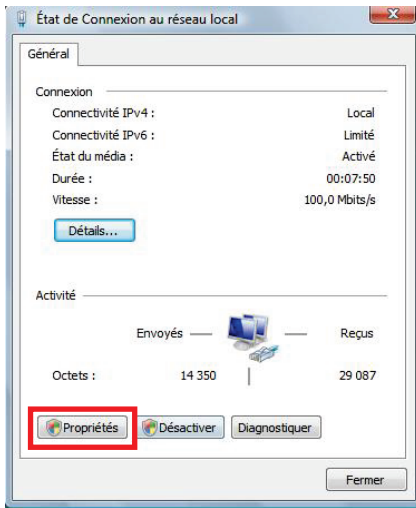 État de Connexion au réseau local
Général
Connexion
Connectivité IPv4 : Local
Connectivité IPv6 : Limité
État du média : Activé
Durée : 00:07:50
Vitesse : 100,0 Mbits/s
Détails...
Activité
Envoyés — Reçus
Octets : 14 350 29 087
Propriétés Désactiver Diagnostiquer
Fermer